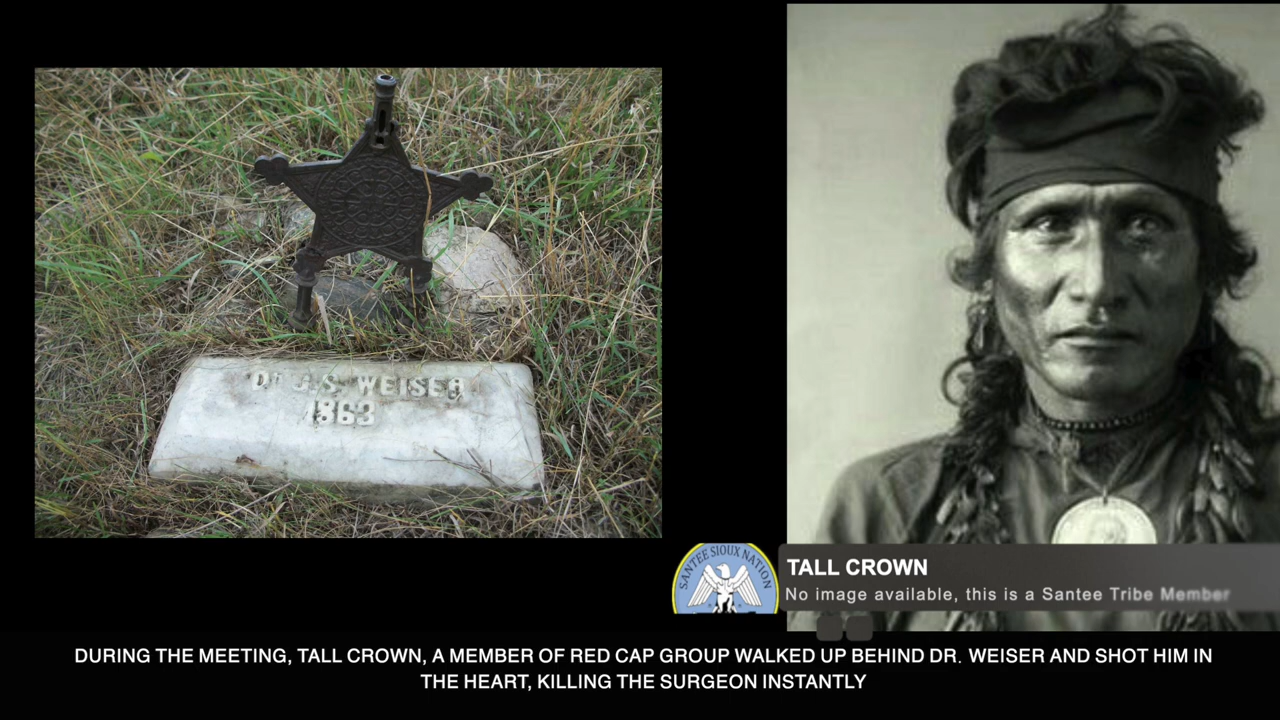 Dr J.S. WEISER
1863
SANTEE SIOUX NATION
TALL CROWN
No image available, this is a Santee Tribe Member
DURING THE MEETING, TALL CROWN, A MEMBER OF RED CAP GROUP WALKED UP BEHIND DR. WEISER AND SHOT HIM IN
THE HEART, KILLING THE SURGEON INSTANTLY